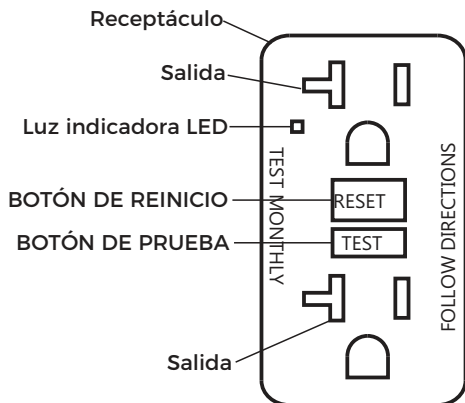 Receptáculo
Salida
Luz indicadora LED
BOTÓN DE REINICIO
BOTÓN DE PRUEBA
Salida
TEST MONTHLY
RESET
TEST
FOLLOW DIRECTIONS